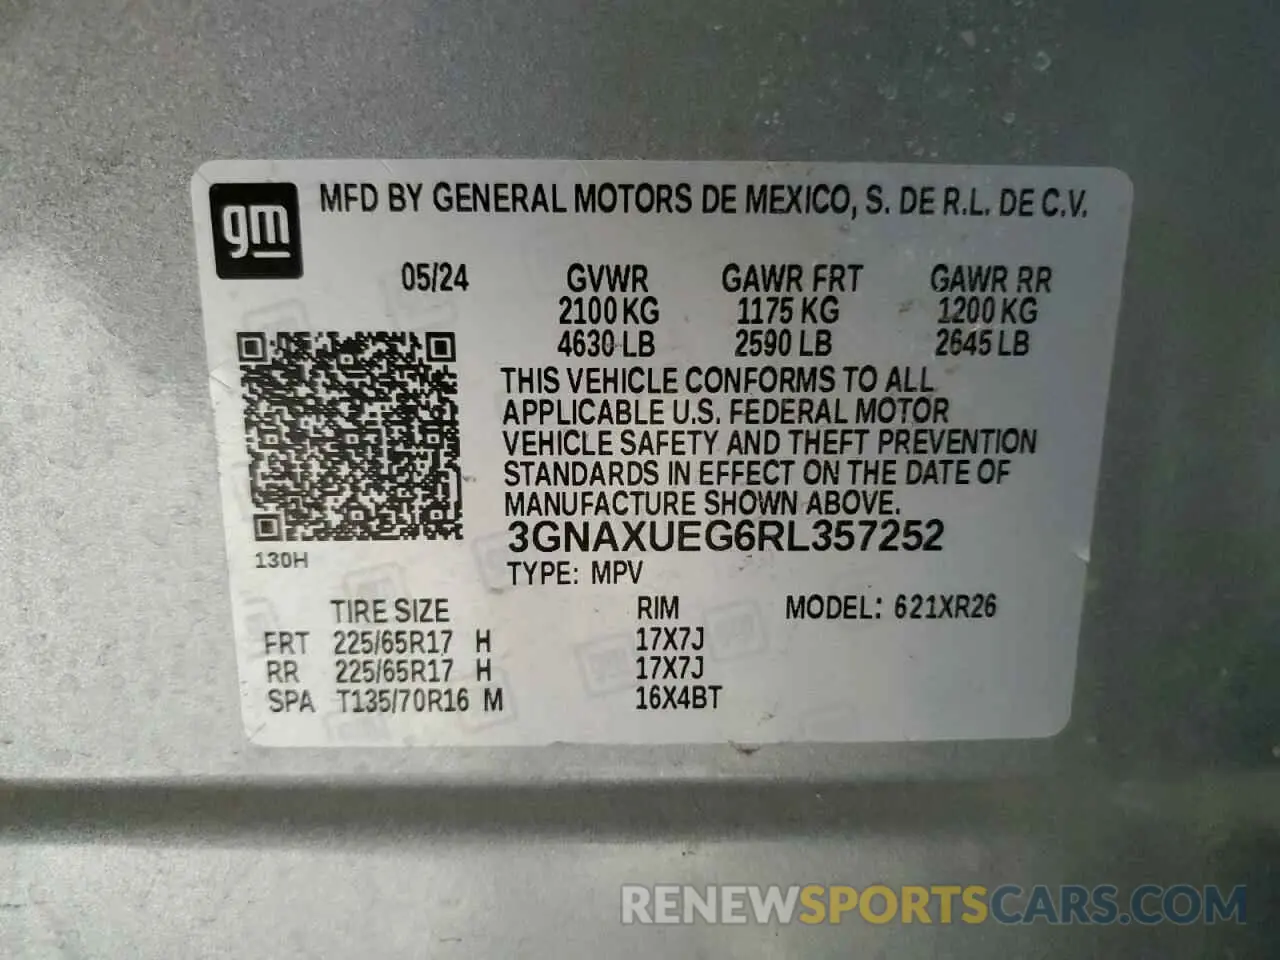 gm
MFD BY GENERAL MOTORS DE MEXICO, S. DE R.L. DE C.V.
05/24 GVWR GAWR FRT GAWR RR
2100 KG 1175 KG 1200 KG
4630 LB 2590 LB 2645 LB
THIS VEHICLE CONFORMS TO ALL
APPLICABLE U.S. FEDERAL MOTOR
VEHICLE SAFETY AND THEFT PREVENTION
STANDARDS IN EFFECT ON THE DATE OF
MANUFACTURE SHOWN ABOVE.
3GNAXUEG6RL357252
130H
TYPE: MPV
TIRE SIZE RIM MODEL: 621XR26
FRT 225/65R17 H 17X7J
RR 225/65R17 H 17X7J
SPA T135/70R16 M 16X4BT
RENEWSPORTSCARS.COM